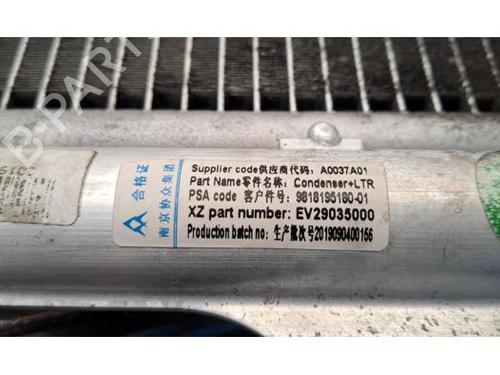 B-PARTS
合格证
南京协众集团
Supplier code供应商代码: A0037A01
Part Name零件名称: Condenser+LTR
PSA code 客户件号: 9818195180-01
XZ part number: EV29035000
Production batch no: 生产批次号2019090400156